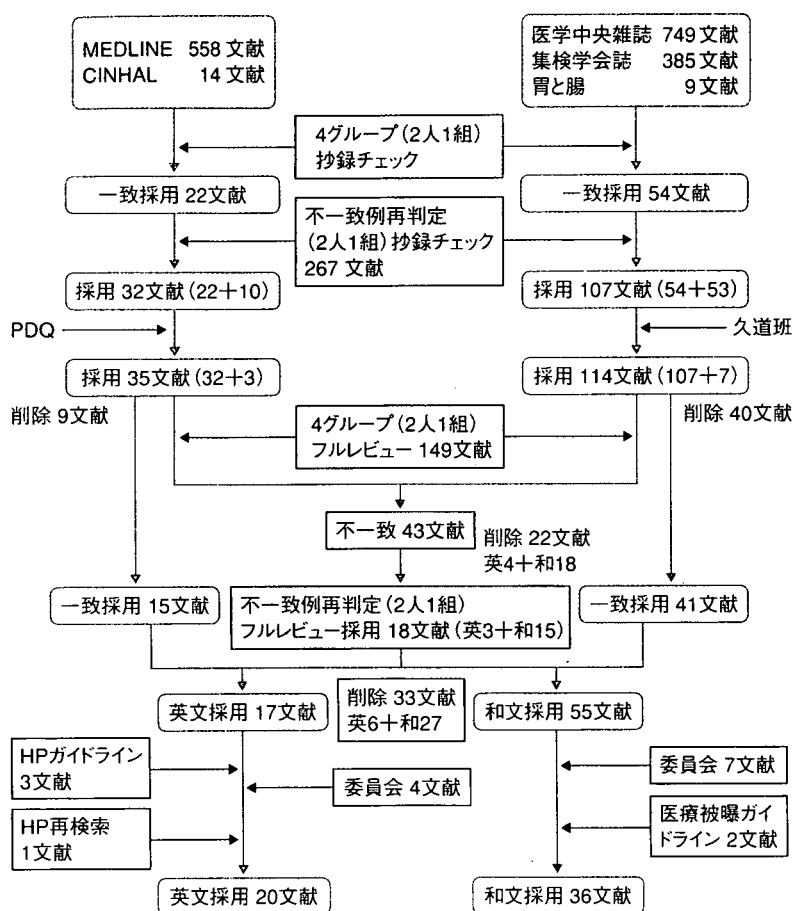 MEDLINE 558 文献
CINHAL 14 文献
医学中央雑誌 749 文献
集検学会誌 385 文献
胃と腸 9 文献
4グループ(2人1組)
抄録チェック
一致採用 22文献
一致採用 54文献
不一致例再判定
(2人1組)抄録チェック
267 文献
採用 32文献(22+10)
採用 107文献(54+53)
PDQ
久道班
採用 35文献(32+3)
採用 114文献(107+7)
削除 9文献
削除 40文献
4グループ(2人1組)
フルレビュー 149文献
不一致 43文献
削除 22文献
英4+和18
一致採用 15文献
不一致例再判定(2人1組)
フルレビュー採用 18文献(英3+和15)
一致採用 41文献
英文採用 17文献
削除 33文献
英6+和27
和文採用 55文献
HPガイドライン
3文献
委員会 4文献
委員会 7文献
HP再検索
1文献
医療被曝ガイ
ドライン 2文献
英文採用 20文献
和文採用 36文献